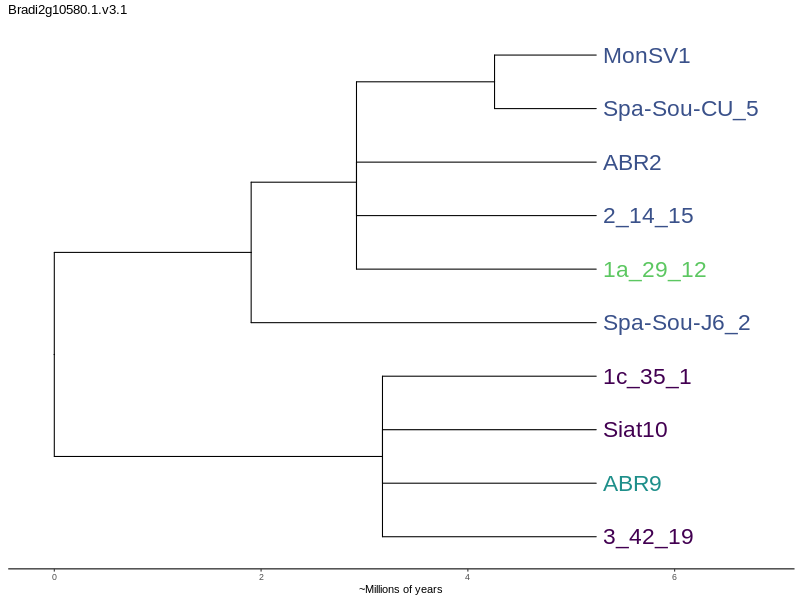 Bradi2g10580.1.v3.1
MonSV1
Spa-Sou-CU_5
ABR2
2_14_15
1a_29_12
Spa-Sou-J6_2
1c_35_1
Siat10
ABR9
3_42_19
0 2 4 6
~Millions of years